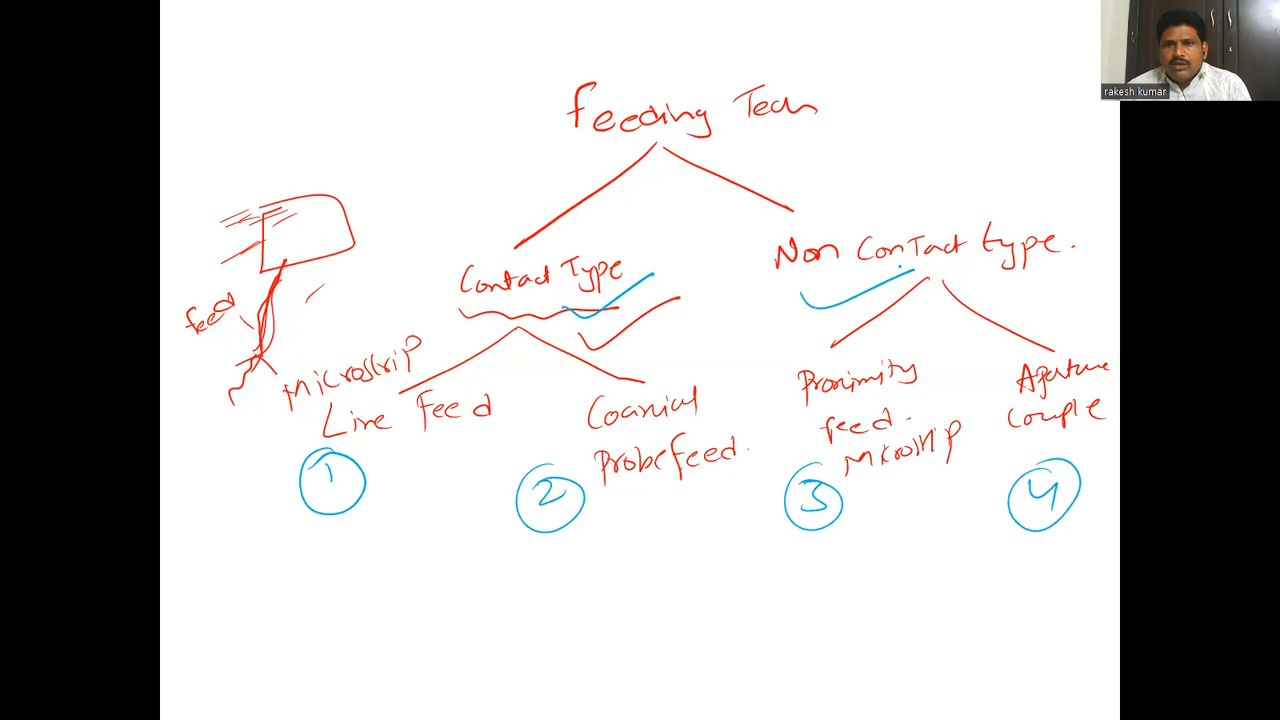 rakesh kumar
Feeding Tech
Contact Type
Non Contact type.
feed
Microstrip
Line Feed
Coaxial
Probe feed.
Proximity
feed.
Microstrip
Aperture
Couple
1
2
3
4